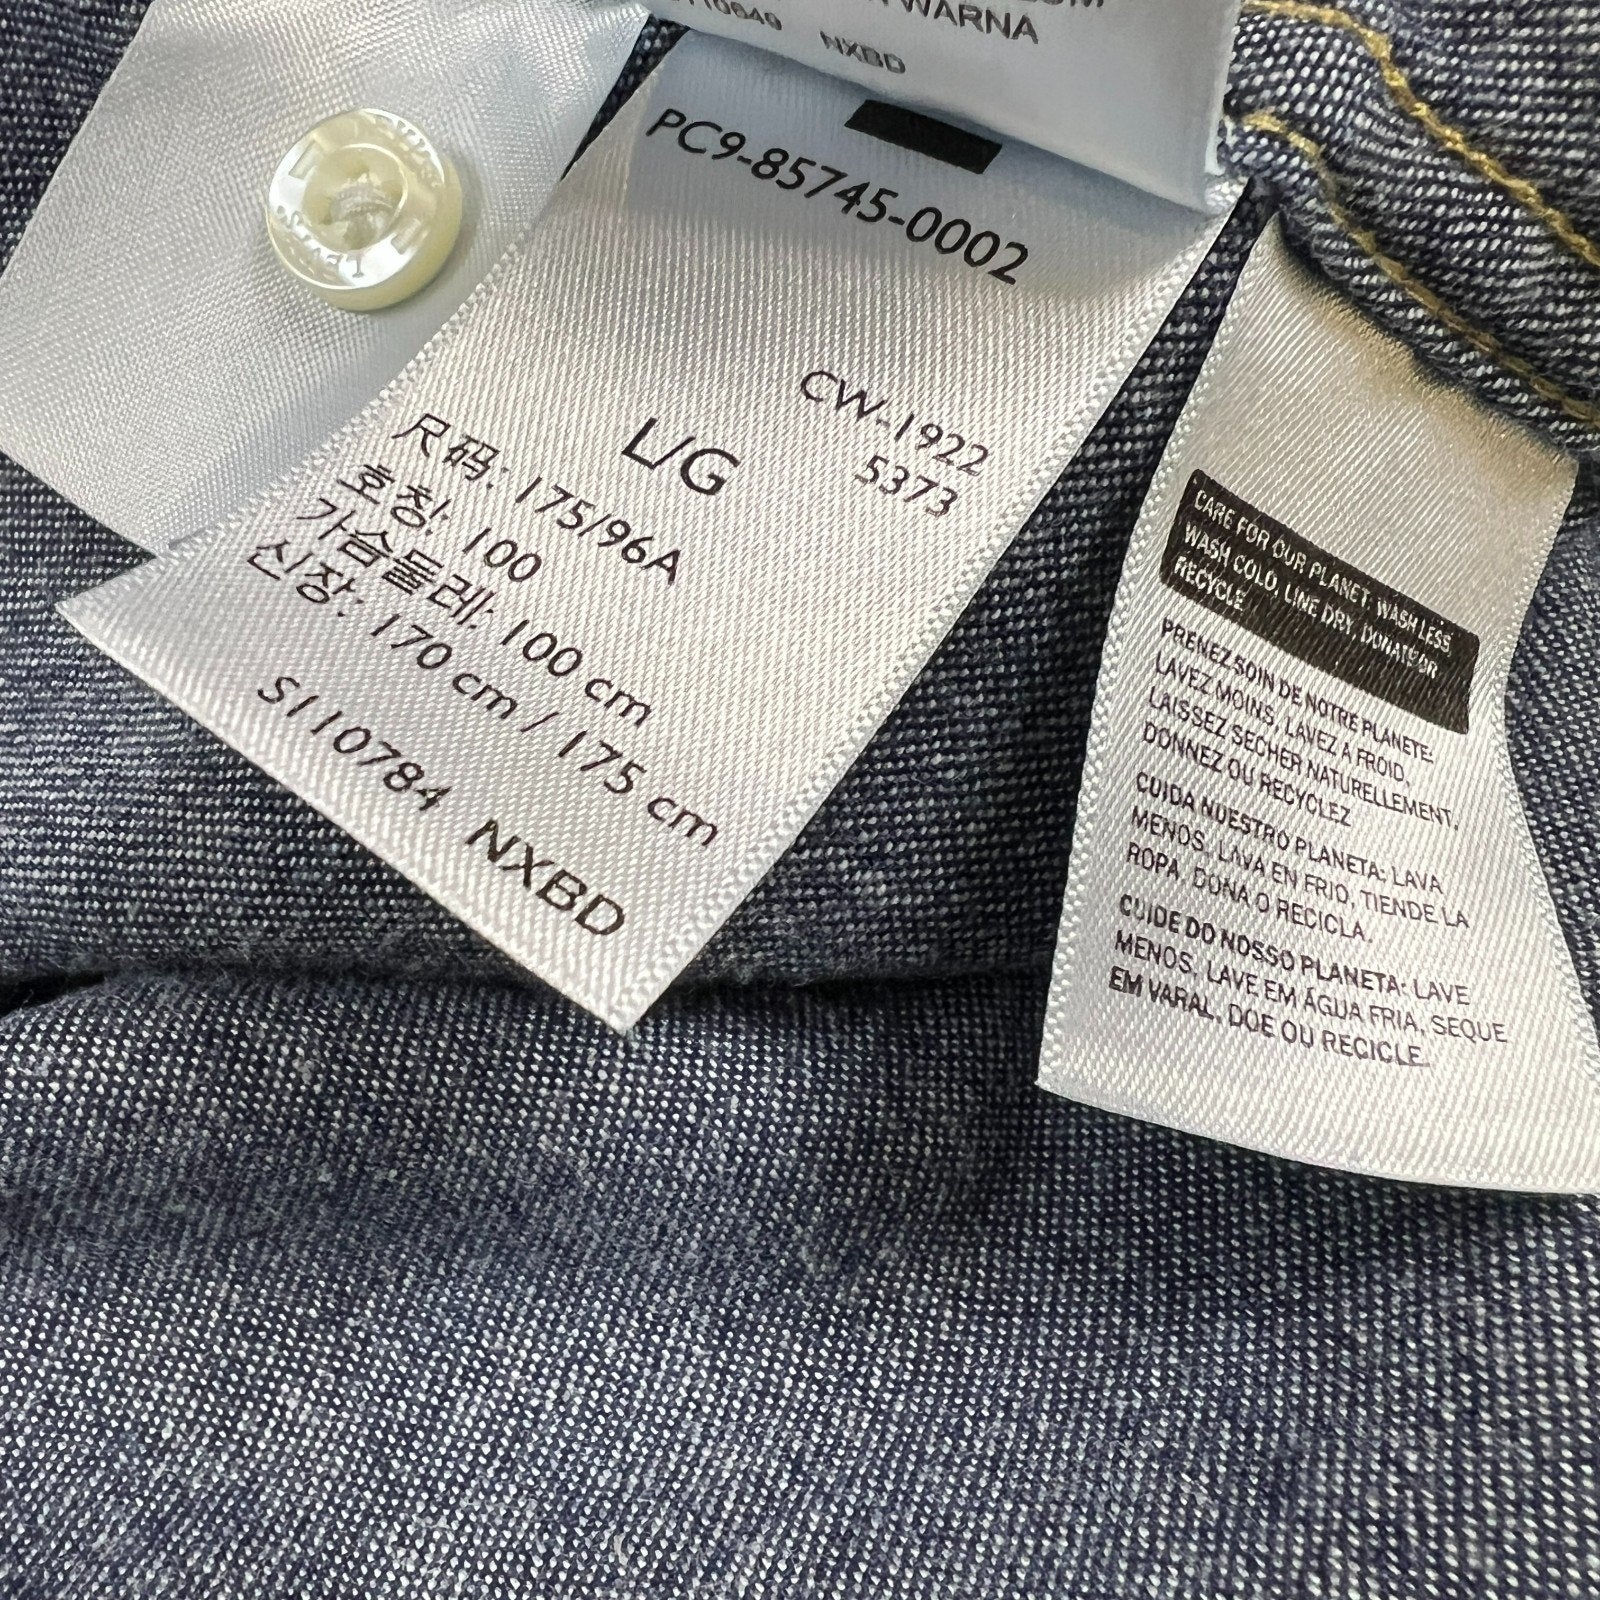 WARNA
NXBD
PC9-85745-0002
CW-1922
5373
L/G
尺码: 175/96A
호칭: 100
가슴둘레: 100 cm
신장: 170 cm / 175 cm
S110784 NXBD
CARE FOR OUR PLANET: WASH LESS,
WASH COLD, LINE DRY, DONATE OR
RECYCLE
PRENEZ SOIN DE NOTRE PLANETE:
LAVEZ MOINS, LAVEZ A FROID,
LAISSEZ SECHER NATURELLEMENT,
DONNEZ OU RECYCLEZ
CUIDA NUESTRO PLANETA: LAVA
MENOS, LAVA EN FRIO, TIENDE LA
ROPA, DONA O RECICLA.
CUIDE DO NOSSO PLANETA: LAVE
MENOS, LAVE EM ÁGUA FRIA, SEQUE
EM VARAL, DOE OU RECICLE.